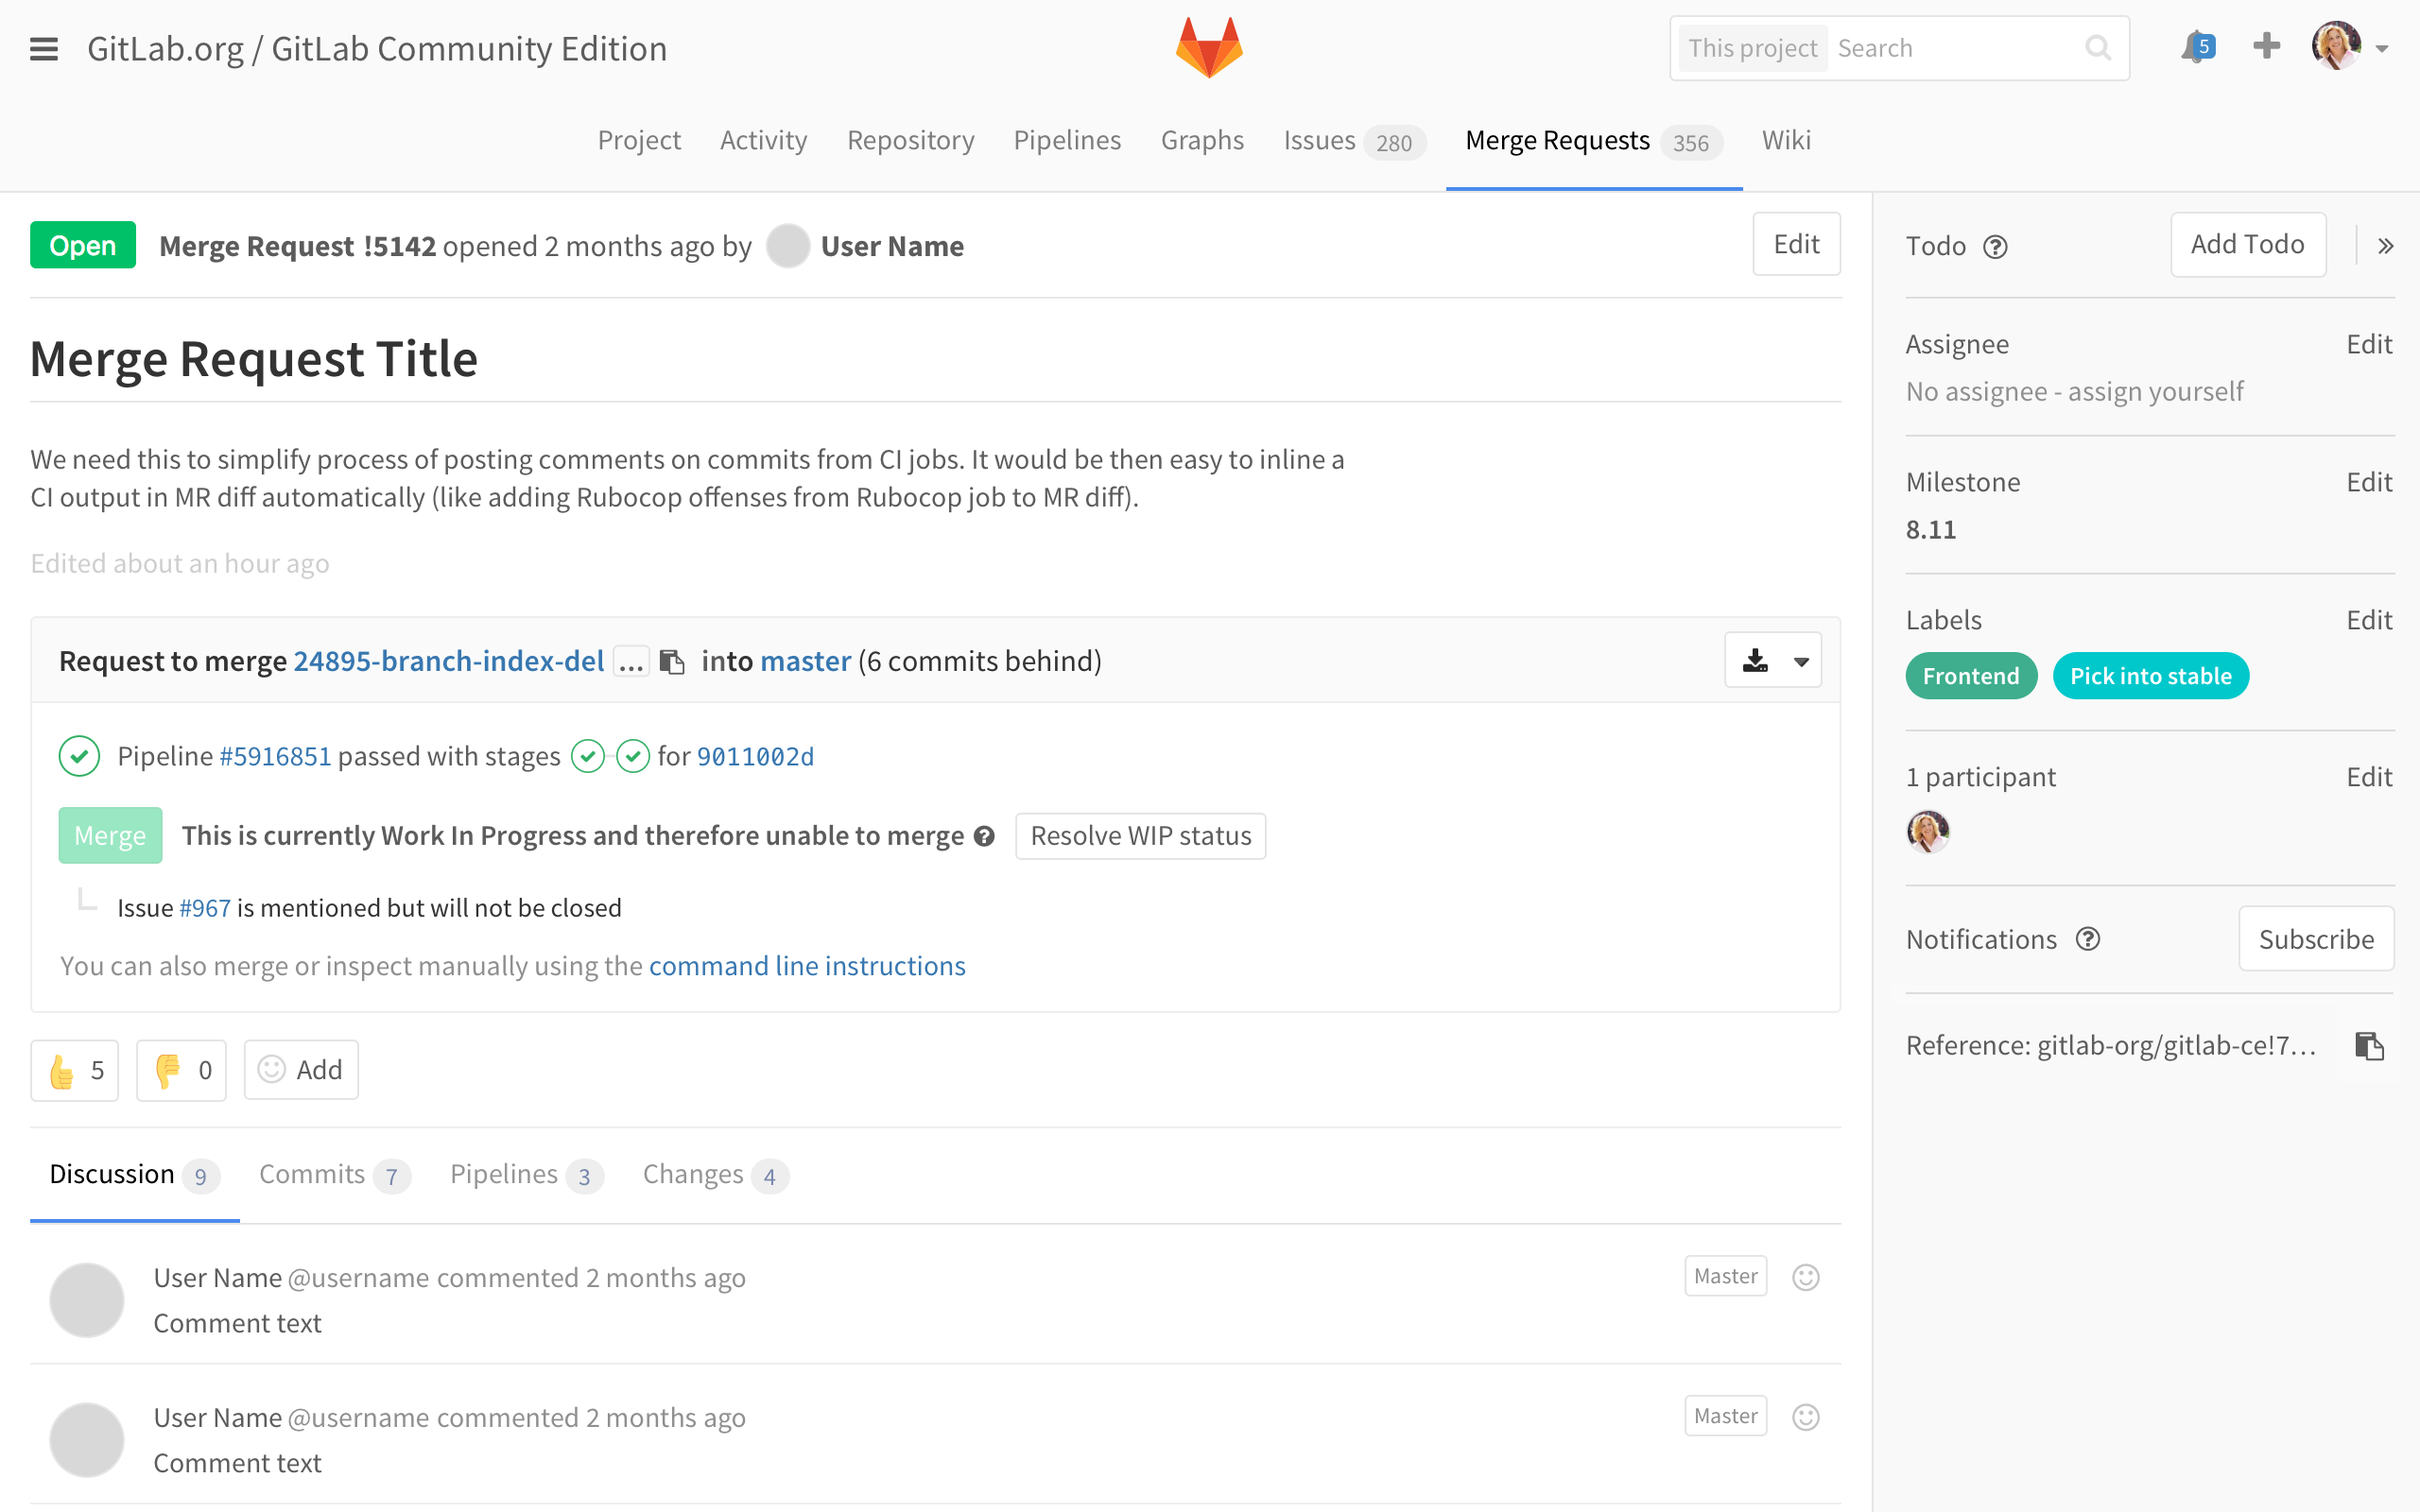 GitLab.org / GitLab Community Edition
This project Search
5
Project Activity Repository Pipelines Graphs Issues 280 Merge Requests 356 Wiki
Open Merge Request !5142 opened 2 months ago by User Name
Edit
Merge Request Title
We need this to simplify process of posting comments on commits from CI jobs. It would be then easy to inline a
CI output in MR diff automatically (like adding Rubocop offenses from Rubocop job to MR diff).
Edited about an hour ago
Request to merge 24895-branch-index-del ... into master (6 commits behind)
Pipeline #5916851 passed with stages for 9011002d
Merge This is currently Work In Progress and therefore unable to merge ? Resolve WIP status
Issue #967 is mentioned but will not be closed
You can also merge or inspect manually using the command line instructions
5 0 Add
Discussion 9 Commits 7 Pipelines 3 Changes 4
User Name @username commented 2 months ago Master
Comment text
User Name @username commented 2 months ago Master
Comment text
Todo ? Add Todo »
Assignee Edit
No assignee - assign yourself
Milestone Edit
8.11
Labels Edit
Frontend Pick into stable
1 participant Edit
Notifications ? Subscribe
Reference: gitlab-org/gitlab-ce!7...